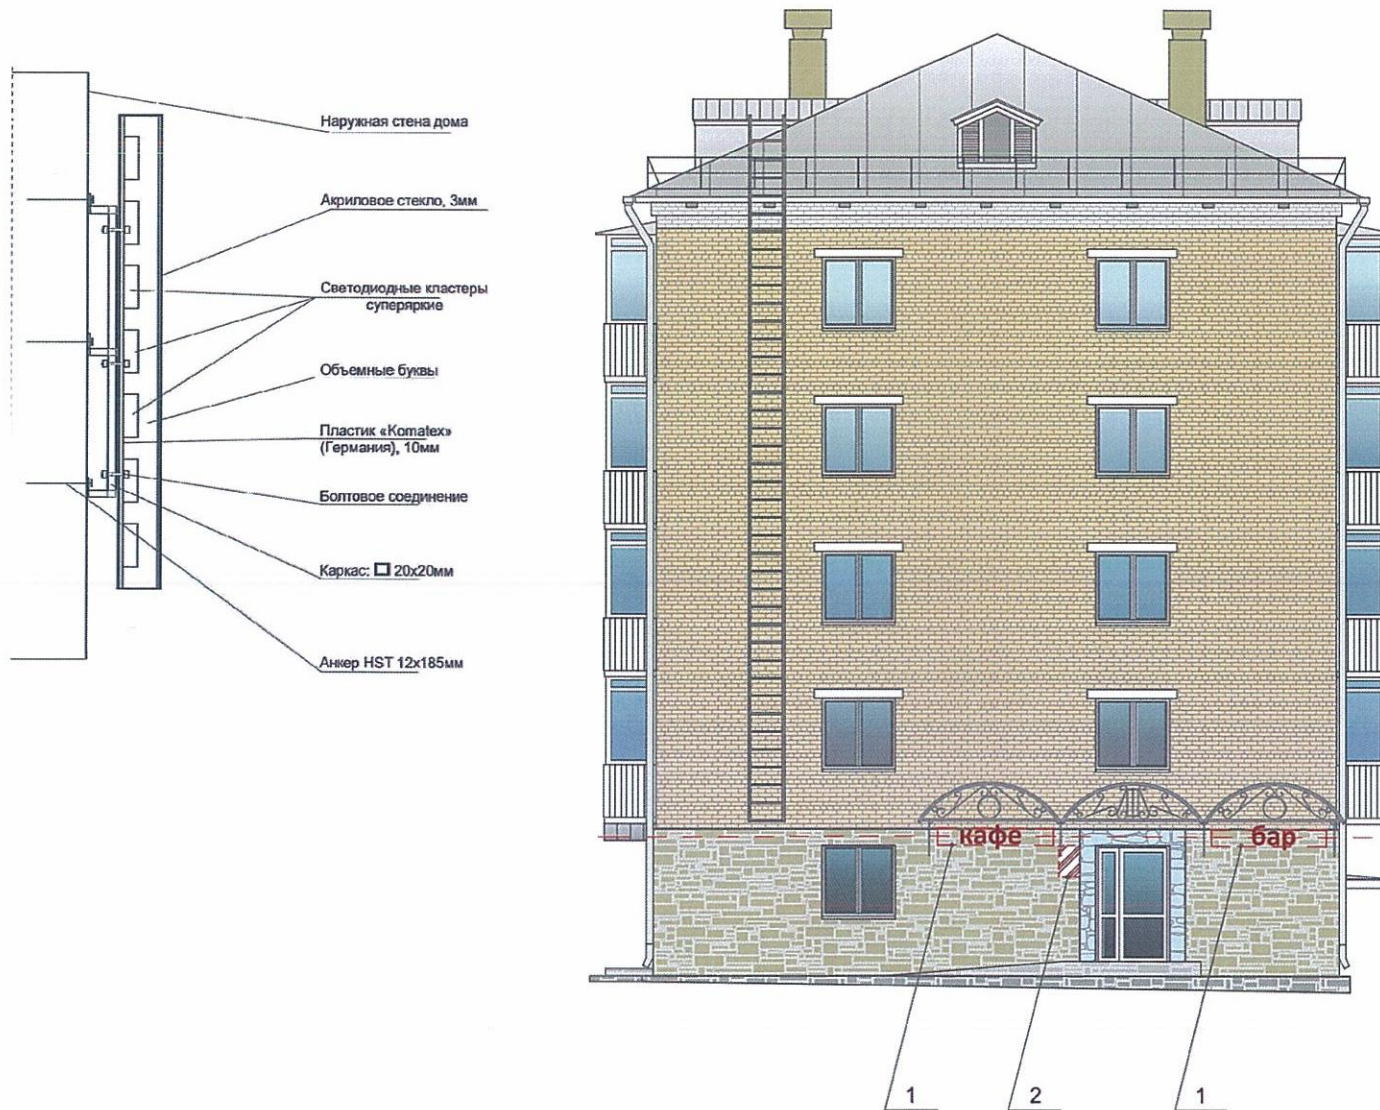 Наружная стена дома
Акриловое стекло, 3мм
Светодиодные кластеры
суперяркие
Объемные буквы
Пластик «Komatex»
(Германия), 10мм
Болтовое соединение
Каркас: 20х20мм
Анкер HST 12х185мм
кафе
бар
1
2
1